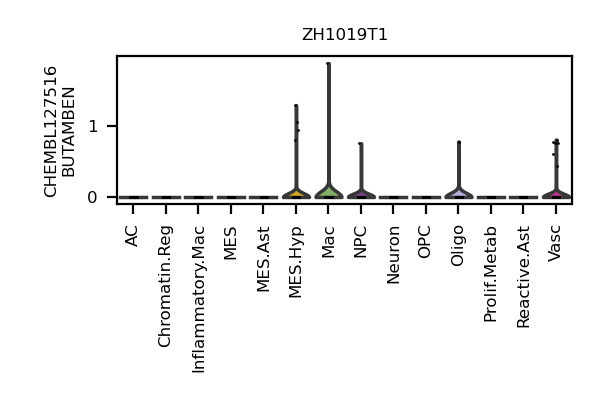 ZH1019T1
CHEMBL127516
BUTAMBEN
1
0
AC
Chromatin.Reg
Inflammatory.Mac
MES
MES.Ast
MES.Hyp
Mac
NPC
Neuron
OPC
Oligo
Prolif.Metab
Reactive.Ast
Vasc